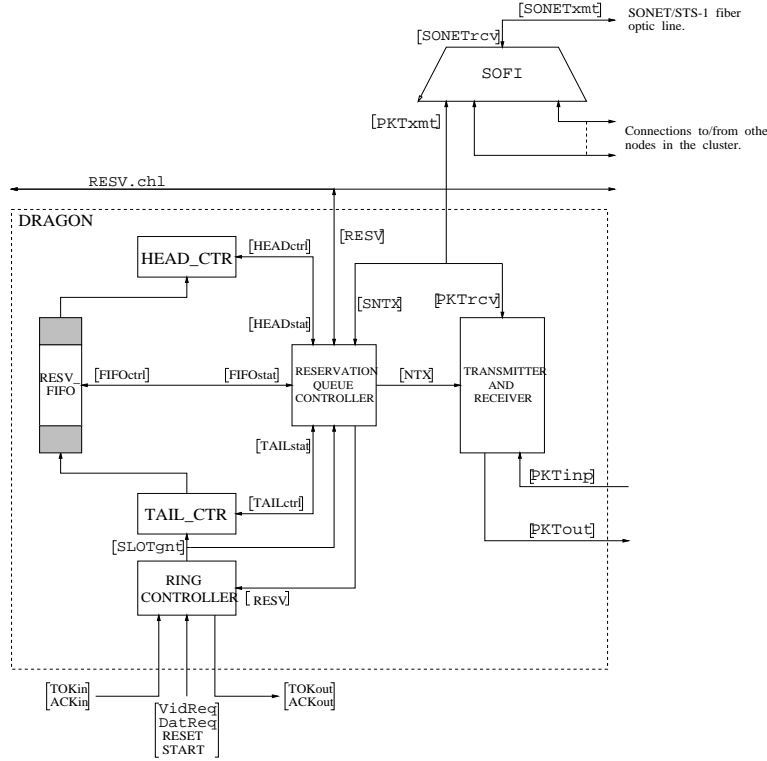 [SONETxmt]
SONET/STS-1 fiber
optic line.
[SONETrcv]
SOFI
[PKTxmt]
Connections to/from othe
nodes in the cluster.
RESV.chl
DRAGON
[RESV]
[HEADctrl]
HEAD_CTR
[SNTX]
[PKTrcv]
[HEADstat]
RESV_
FIFO
[FIFOctrl]
[FIFOstat]
RESERVATION
QUEUE
CONTROLLER
[NTX]
TRANSMITTER
AND
RECEIVER
[TAILstat]
[PKTinp]
[TAILctrl]
TAIL_CTR
[PKTout]
[SLOTgnt]
RING
CONTROLLER
[RESV]
[TOKin
ACKin]
[TOKout
ACKout]
[VidReq
DatReq
RESET
START]